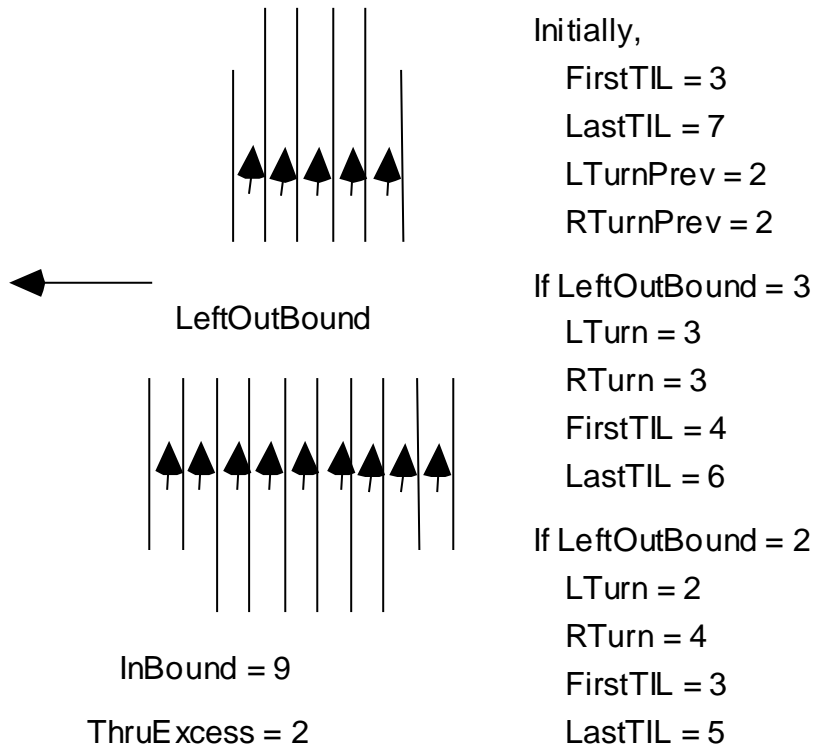 Initially,
FirstTIL = 3
LastTIL = 7
LTurnPrev = 2
RTurnPrev = 2
LeftOutBound
If LeftOutBound = 3
LTurn = 3
RTurn = 3
FirstTIL = 4
LastTIL = 6
If LeftOutBound = 2
LTurn = 2
RTurn = 4
FirstTIL = 3
LastTIL = 5
InBound = 9
ThruExcess = 2